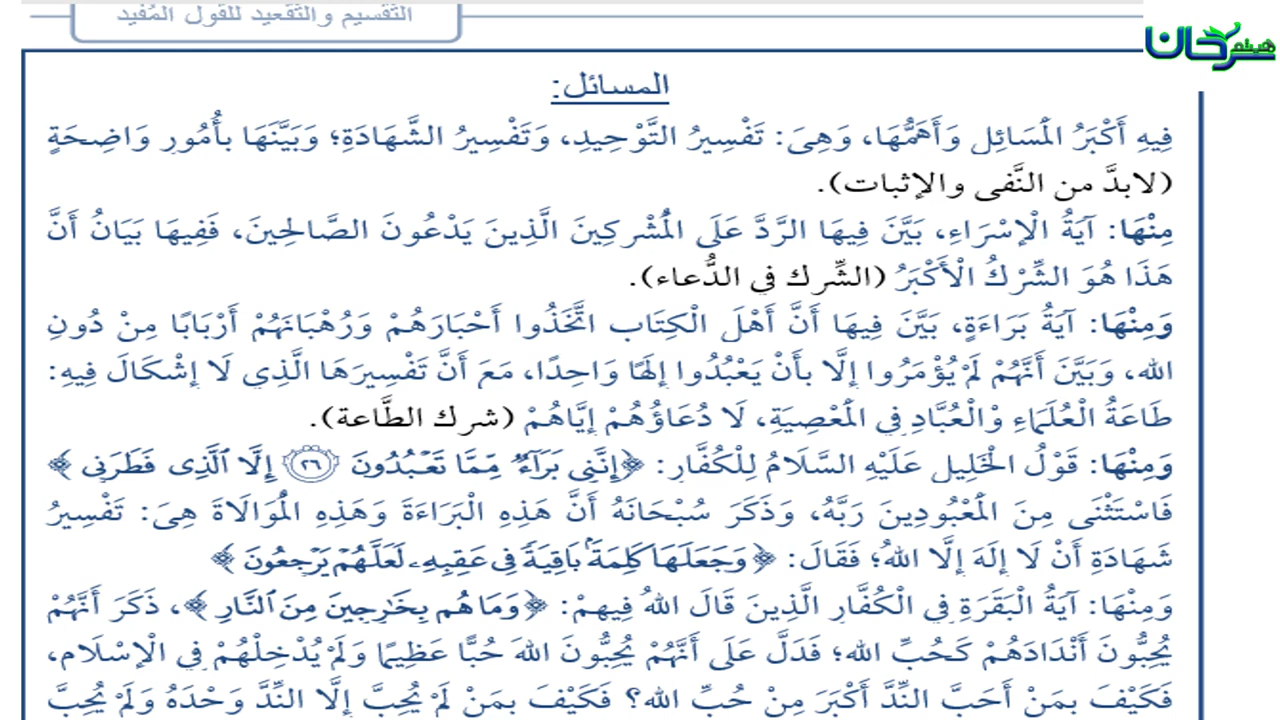 التقسيم والتقعيد للقول المفيد
هيثم سرحان
المسائل:
فِيهِ أَكْبَرُ الْمَسَائِلِ وَأَهَمُّهَا، وَهِىَ: تَفْسِيرُ التَّوْحِيدِ، وَتَفْسِيرُ الشَّهَادَةِ؛ وَبَيَّنَهَا بِأُمُورٍ وَاضِحَةٍ
(لابدَّ من النَّفى والإثبات).
مِنْهَا: آيَةُ الْإِسْرَاءِ، بَيَّنَ فِيهَا الرَّدَّ عَلَى الْمُشْرِكِينَ الَّذِينَ يَدْعُونَ الصَّالِحِينَ، فَفِيهَا بَيَانُ أَنَّ
هَذَا هُوَ الشِّرْكُ الْأَكْبَرُ (الشِّرك في الدُّعاء).
وَمِنْهَا: آيَةُ بَرَاءَةٍ، بَيَّنَ فِيهَا أَنَّ أَهْلَ الْكِتَابِ اتَّخَذُوا أَحْبَارَهُمْ وَرُهْبَانَهُمْ أَرْبَابًا مِنْ دُونِ
الله، وَبَيَّنَ أَنَّهُمْ لَمْ يُؤْمَرُوا إِلَّا بِأَنْ يَعْبُدُوا إِلَهًا وَاحِدًا، مَعَ أَنَّ تَفْسِيرَهَا الَّذِي لَا إِشْكَالَ فِيهِ:
طَاعَةُ الْعُلَمَاءِ وْالْعُبَّادِ فِي الْمَعْصِيَةِ، لَا دُعَاؤُهُمْ إِيَّاهُمْ (شرك الطَّاعة).
وَمِنْهَا: قَوْلُ الْخَلِيلِ عَلَيْهِ السَّلَامُ لِلْكُفَّارِ: ﴿إِنَّنِي بَرَآءٌ مِّمَّا تَعْبُدُونَ ٢٦ إِلَّا ٱلَّذِى فَطَرَنِى﴾
فَاسْتَثْنَى مِنَ الْمَعْبُودِينَ رَبَّهُ، وَذَكَرَ سُبْحَانَهُ أَنَّ هَذِهِ الْبَرَاءَةَ وَهَذِهِ الْمُوَالَاةَ هِىَ: تَفْسِيرُ
شَهَادَةِ أَنْ لَا إِلَهَ إِلَّا اللهُ؛ فَقَالَ: ﴿وَجَعَلَهَا كَلِمَةً بَاقِيَةً فِى عَقِبِهِۦ لَعَلَّهُمْ يَرْجِعُونَ﴾
وَمِنْهَا: آيَةُ الْبَقَرَةِ فِي الْكُفَّارِ الَّذِينَ قَالَ اللهُ فِيهِمْ: ﴿وَمَا هُم بِخَٰرِجِينَ مِنَ ٱلنَّارِ﴾، ذَكَرَ أَنَّهُمْ
يُحِبُّونَ أَنْدَادَهُمْ كَحُبِّ الله؛ فَدَلَّ عَلَى أَنَّهُمْ يُحِبُّونَ اللهَ حُبًّا عَظِيمًا وَلَمْ يُدْخِلْهُمْ فِي الْإِسْلَامِ،
فَكَيْفَ بِمَنْ أَحَبَّ النِّدَّ أَكْبَرَ مِنْ حُبِّ الله؟ فَكَيْفَ بِمَنْ لَمْ يُحِبَّ إِلَّا النِّدَّ وَحْدَهُ وَلَمْ يُحِبَّ